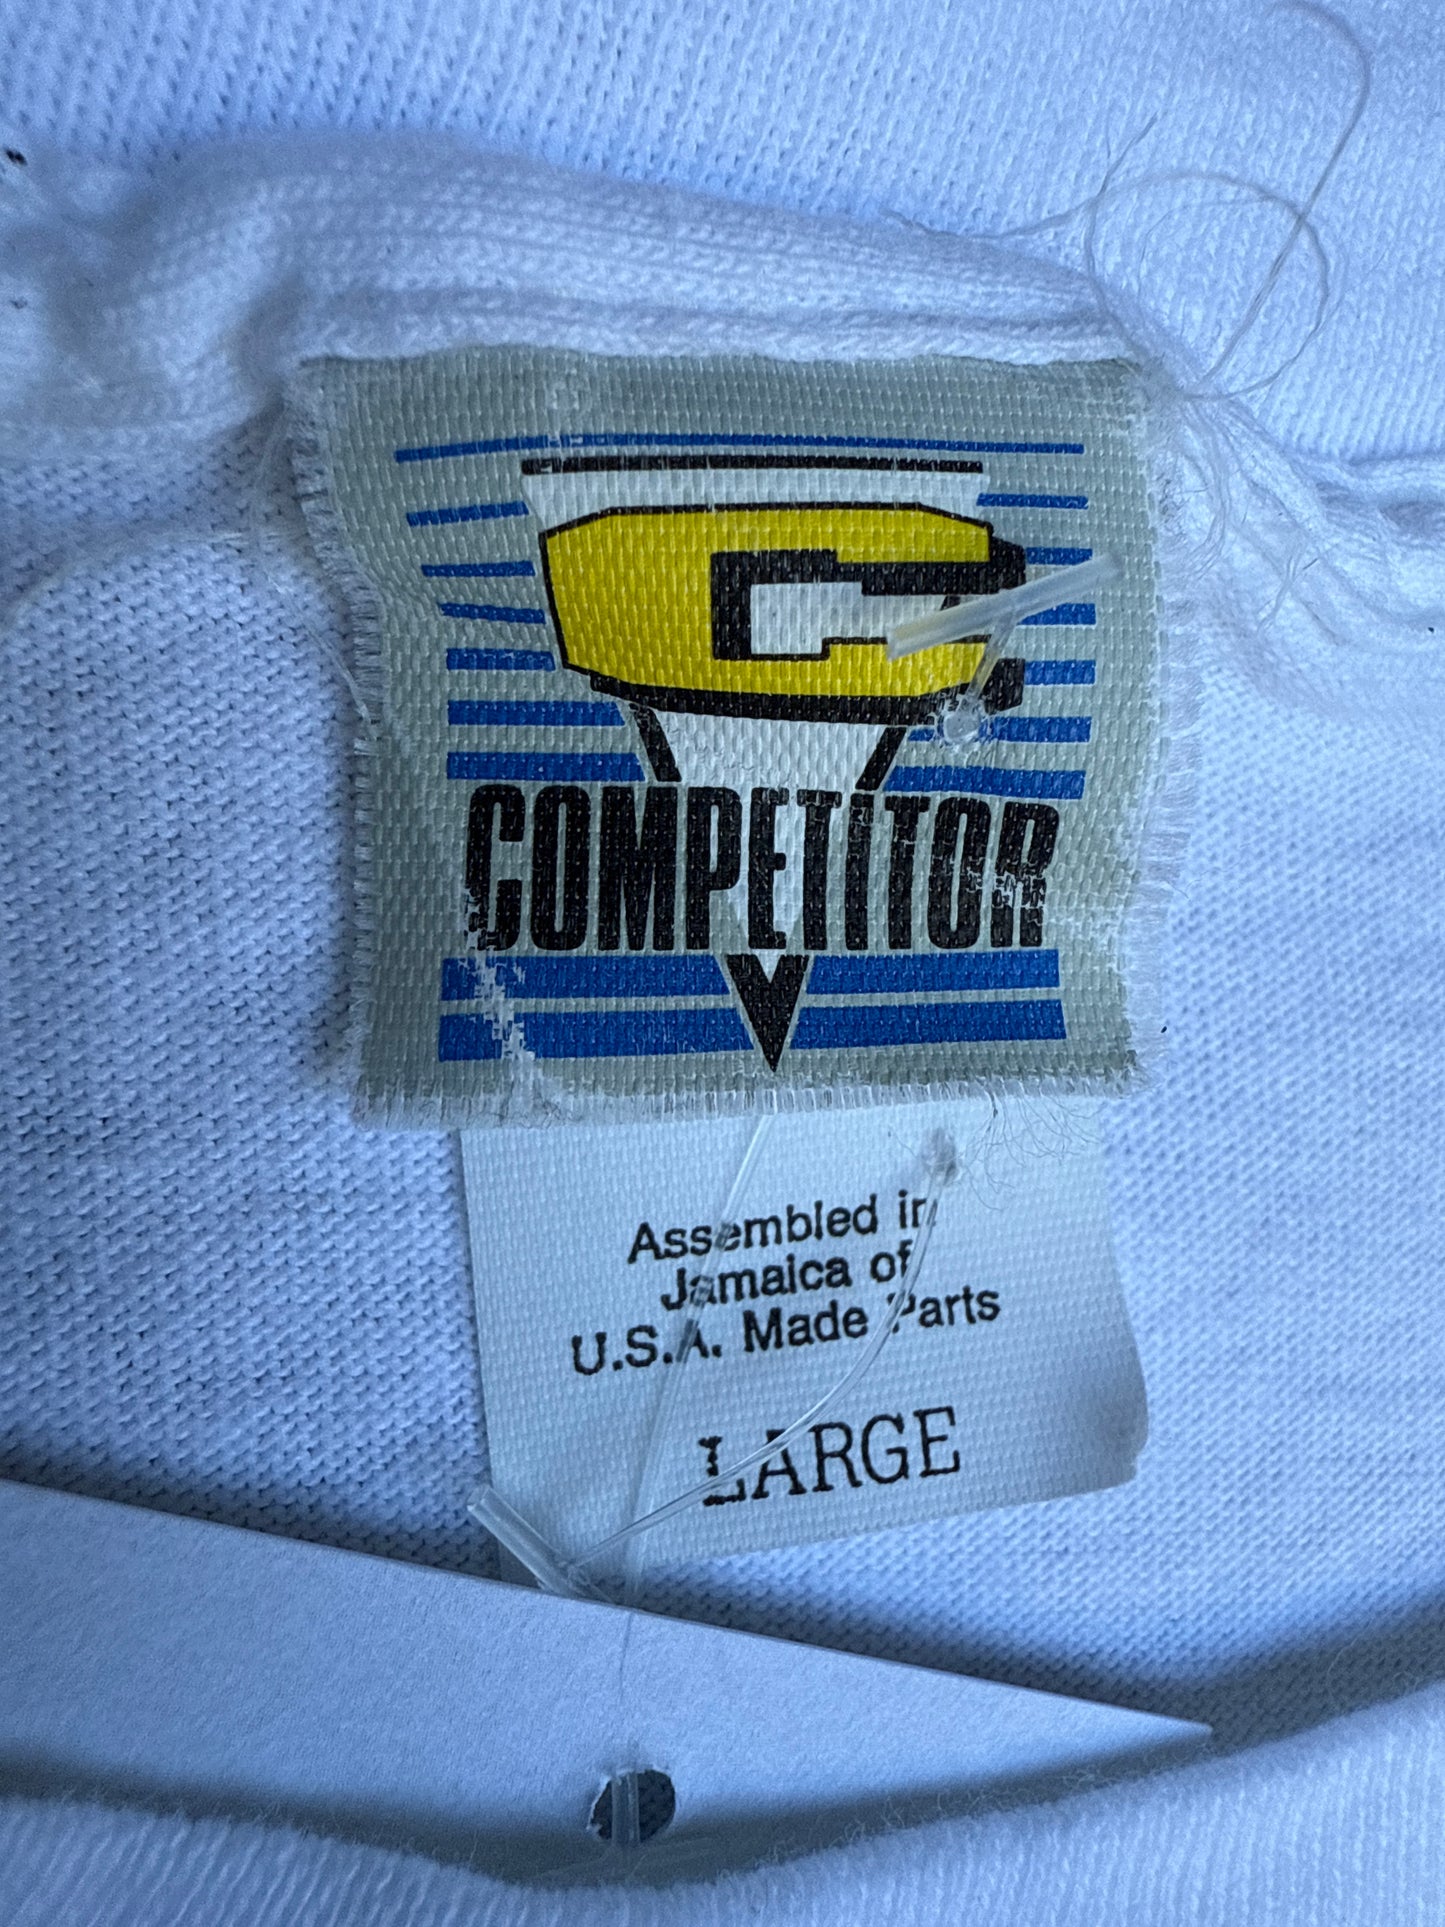 C
COMPETITOR
Assembled in
Jamaica of
U.S.A. Made Parts
LARGE